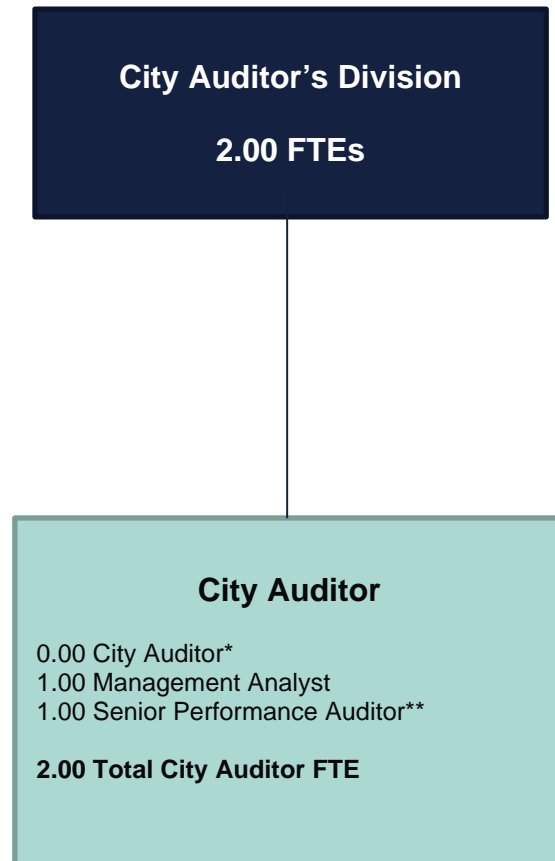 City Auditor’s Division
2.00 FTEs
City Auditor
0.00 City Auditor*
1.00 Management Analyst
1.00 Senior Performance Auditor**
2.00 Total City Auditor FTE